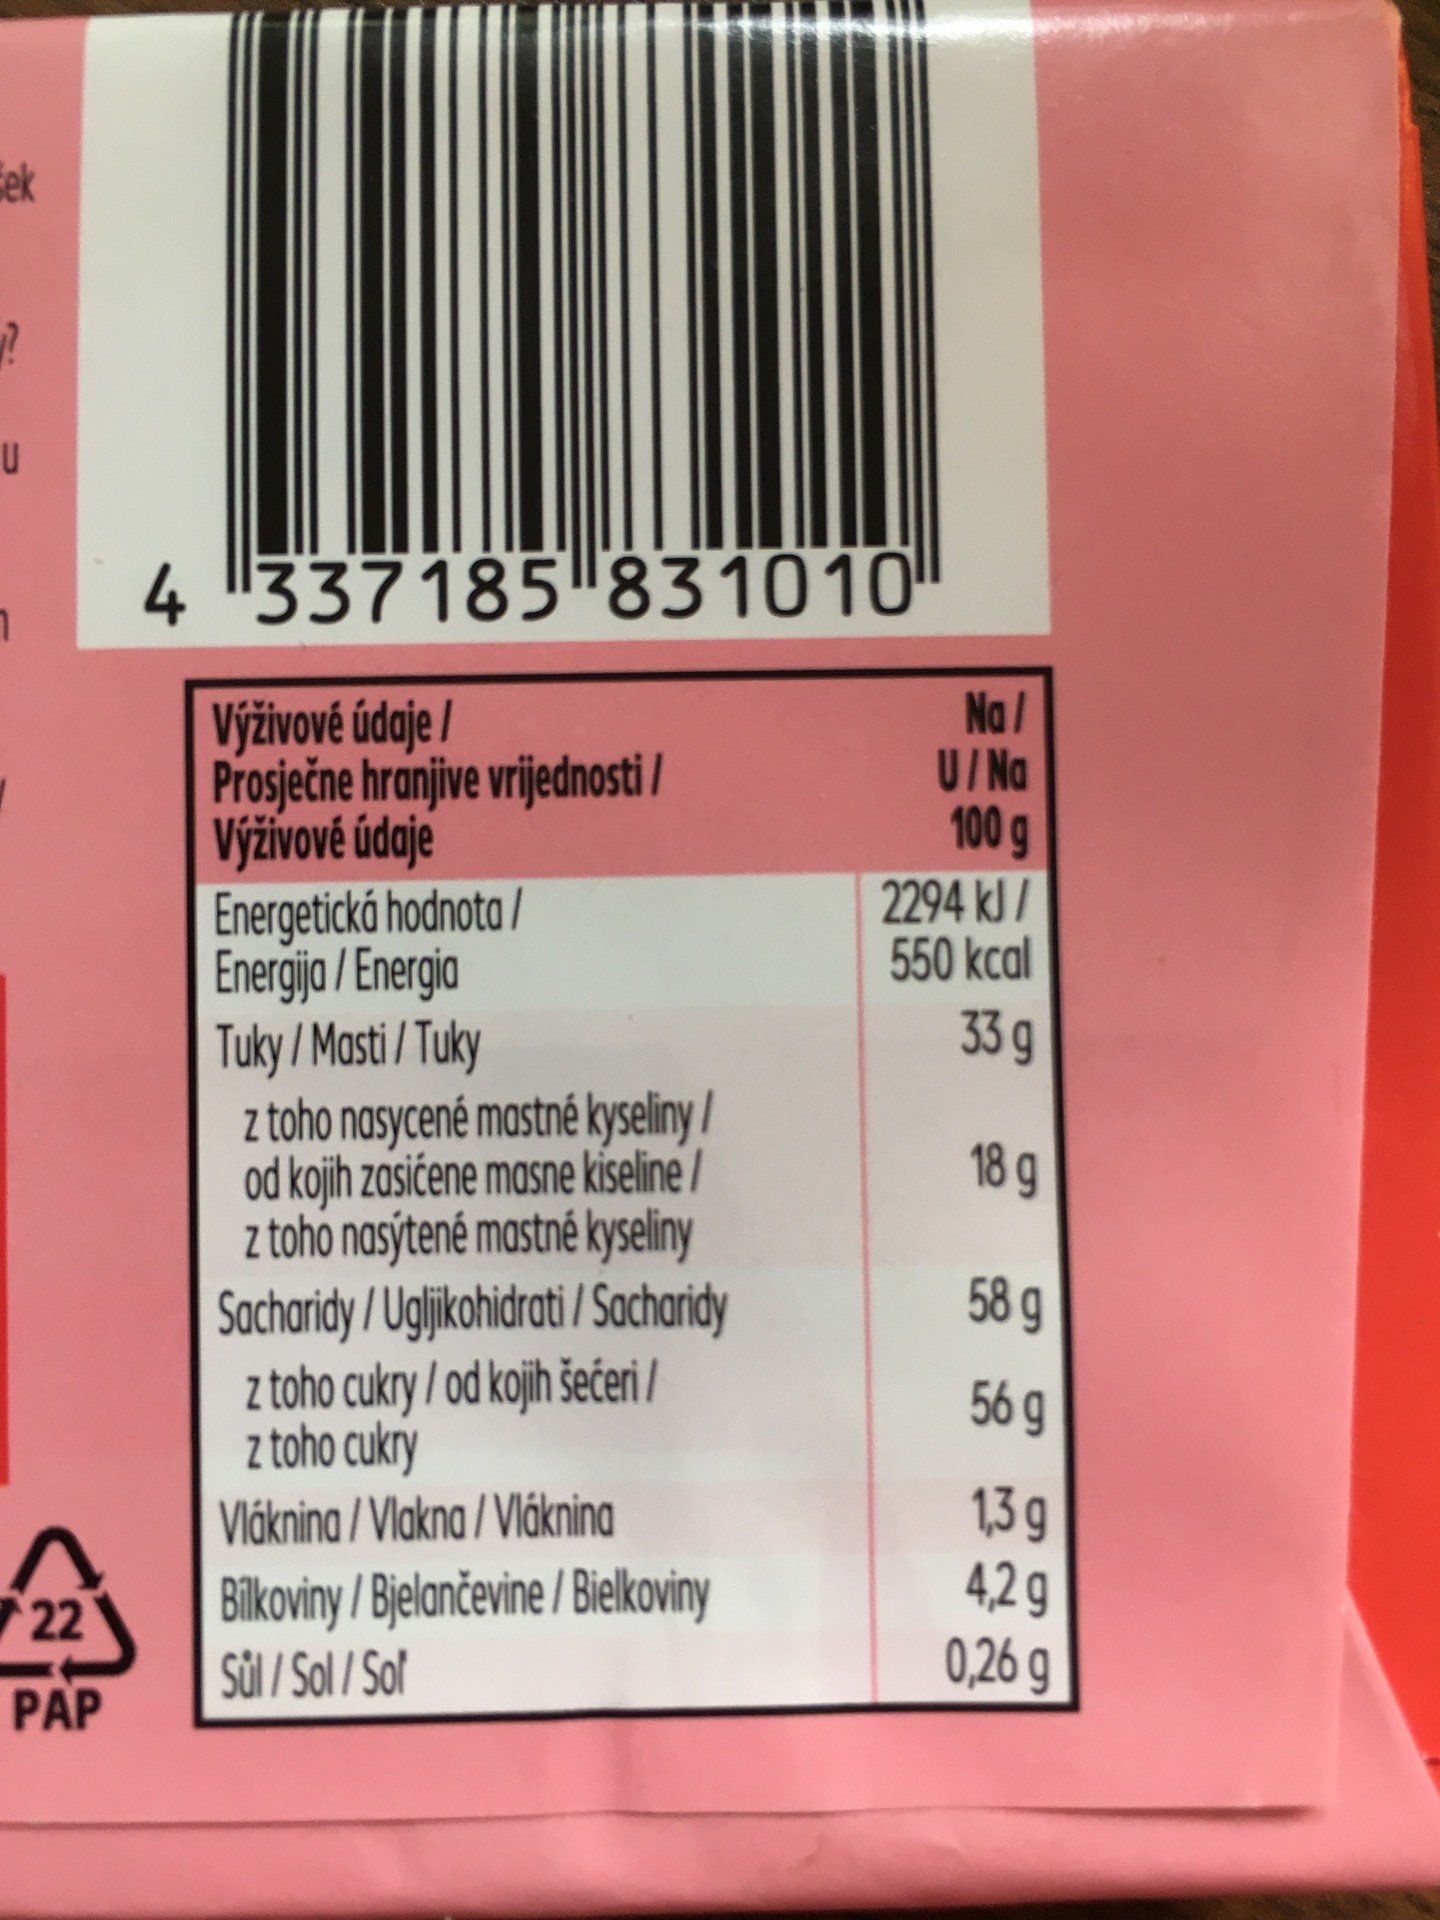 šek
y?
u
4 337185 831010
Výživové údaje /
Prosječne hranjive vrijednosti /
Výživové údaje
Na /
U / Na
100 g
Energetická hodnota /
Energija / Energia
2294 kJ /
550 kcal
Tuky / Masti / Tuky 33 g
z toho nasycené mastné kyseliny /
od kojih zasićene masne kiseline /
z toho nasýtené mastné kyseliny
18 g
Sacharidy / Ugljikohidrati / Sacharidy 58 g
z toho cukry / od kojih šećeri /
z toho cukry
56 g
Vláknina / Vlakna / Vláknina 1,3 g
Bílkoviny / Bjelančevine / Bielkoviny 4,2 g
Sůl / Sol / Soľ 0,26 g
22
PAP